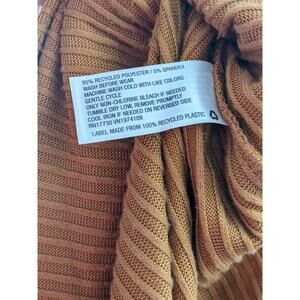 95% RECYCLED POLYESTER / 5% SPANDEX
WASH BEFORE WEAR
MACHINE WASH COLD WITH LIKE COLORS
GENTLE CYCLE
ONLY NON-CHLORINE BLEACH IF NEEDED
TUMBLE DRY LOW, REMOVE PROMPTLY
COOL IRON IF NEEDED ON REVERSED SIDE
RN17730 VN1974109
LABEL MADE FROM 100% RECYCLED PLASTIC